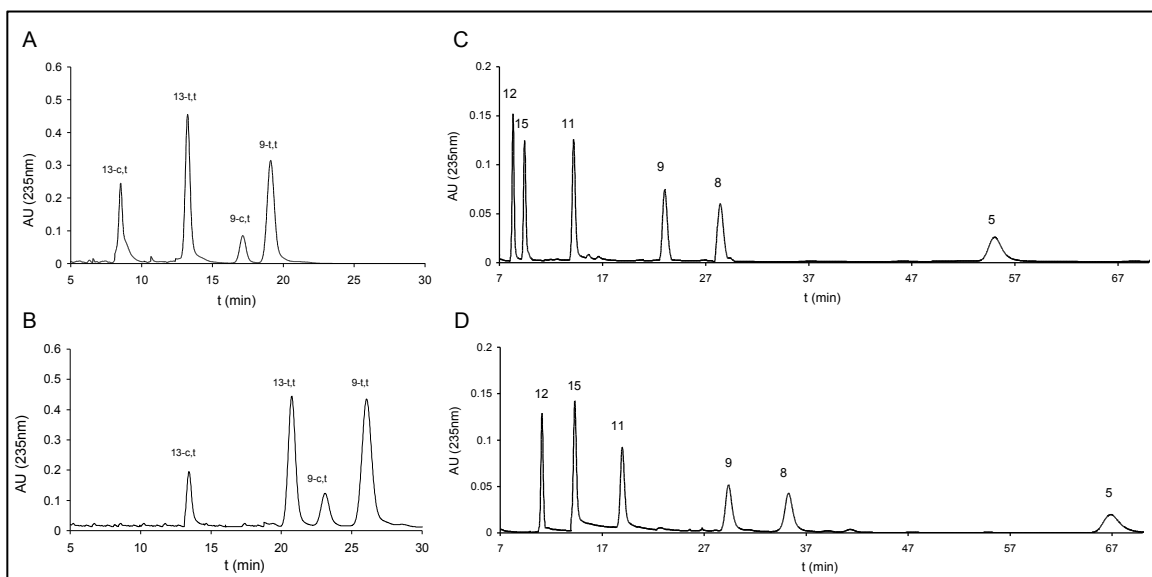 A
AU (235nm)
0.6
0.5
0.4
0.3
0.2
0.1
0
13-c,t
13-t,t
9-c,t
9-t,t
5 10 15 20 25 30
t (min)
C
AU (235nm)
0.2
0.15
0.1
0.05
0
12
15
11
9
8
5
7 17 27 37 47 57 67
t (min)
B
AU (235nm)
0.6
0.5
0.4
0.3
0.2
0.1
0
13-c,t
13-t,t
9-c,t
9-t,t
5 10 15 20 25 30
t (min)
D
AU (235nm)
0.2
0.15
0.1
0.05
0
12
15
11
9
8
5
7 17 27 37 47 57 67
t (min)